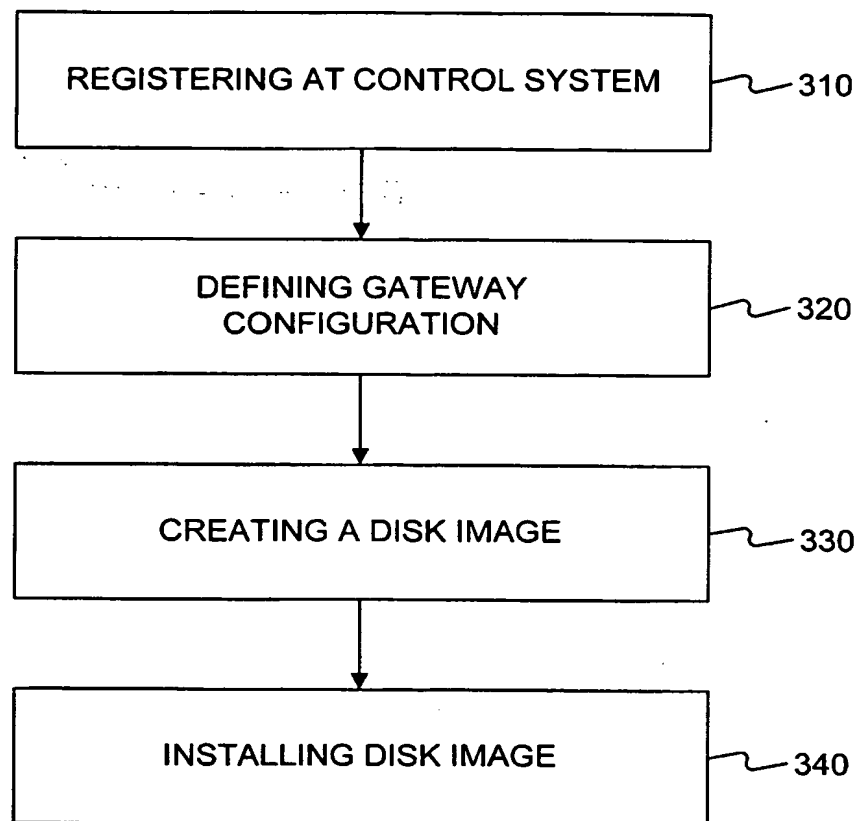 REGISTERING AT CONTROL SYSTEM
310
DEFINING GATEWAY
CONFIGURATION
320
CREATING A DISK IMAGE
330
INSTALLING DISK IMAGE
340